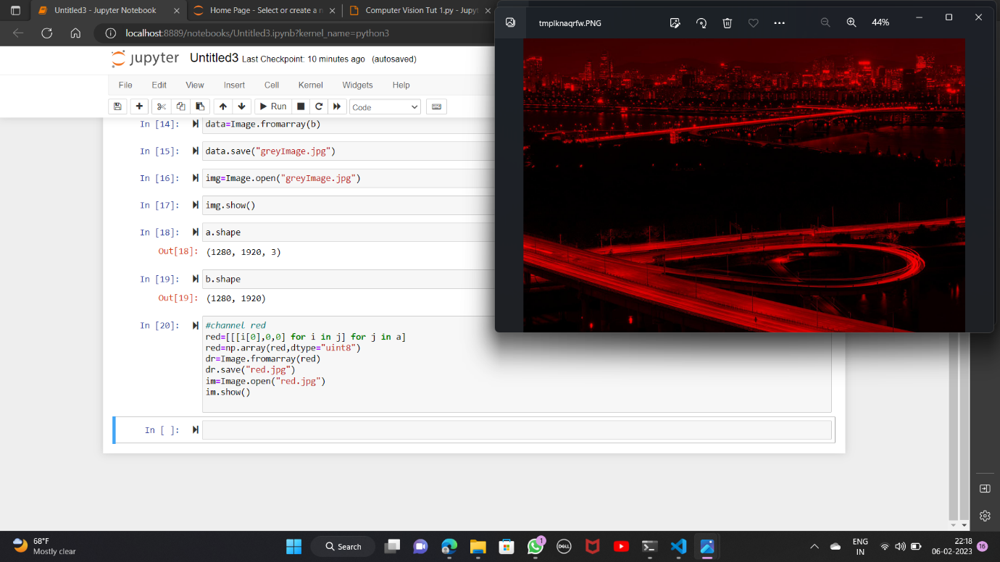 Untitled3 - Jupyter Notebook
Home Page - Select or create a n
Computer Vision Tut 1.py - Jupyt
localhost:8889/notebooks/Untitled3.ipynb?kernel_name=python3
jupyter Untitled3 Last Checkpoint: 10 minutes ago (autosaved)
File Edit View Insert Cell Kernel Widgets Help
Run Code
In [14]: data=Image.fromarray(b)
In [15]: data.save("greyImage.jpg")
In [16]: img=Image.open("greyImage.jpg")
In [17]: img.show()
In [18]: a.shape
Out[18]: (1280, 1920, 3)
In [19]: b.shape
Out[19]: (1280, 1920)
In [20]: #channel red
red=[[[i[0],0,0] for i in j] for j in a]
red=np.array(red,dtype="uint8")
dr=Image.fromarray(red)
dr.save("red.jpg")
im=Image.open("red.jpg")
im.show()
In [ ]:
tmplknaqrfw.PNG
44%
68°F
Mostly clear
Search
1
DELL
ENG
IN
22:18
06-02-2023
16